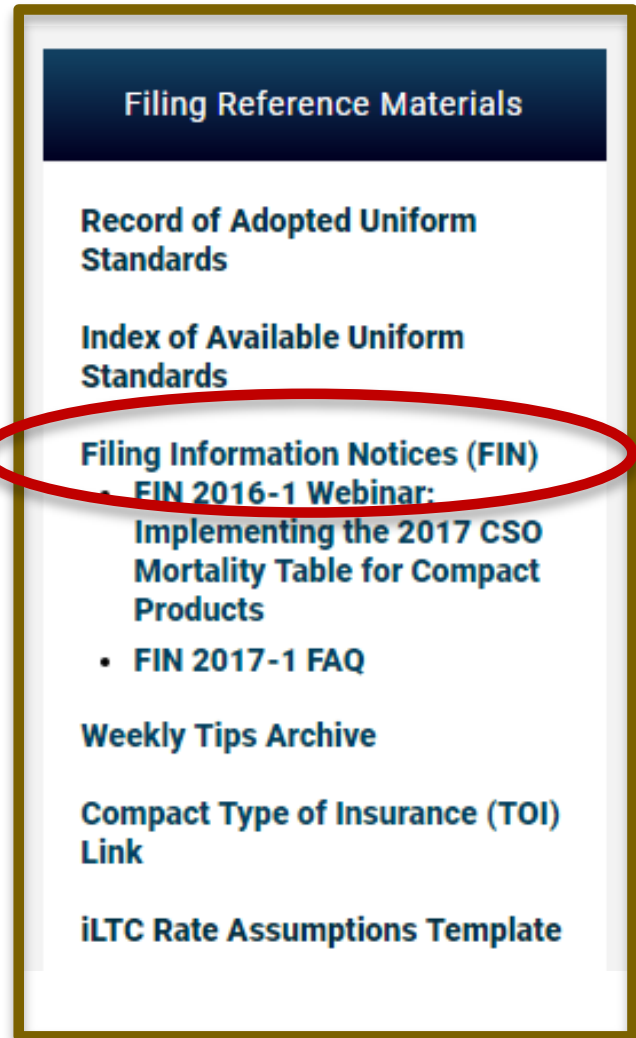 Filing Reference Materials
Record of Adopted Uniform
Standards
Index of Available Uniform
Standards
Filing Information Notices (FIN)
• FIN 2016-1 Webinar:
Implementing the 2017 CSO
Mortality Table for Compact
Products
• FIN 2017-1 FAQ
Weekly Tips Archive
Compact Type of Insurance (TOI)
Link
iLTC Rate Assumptions Template